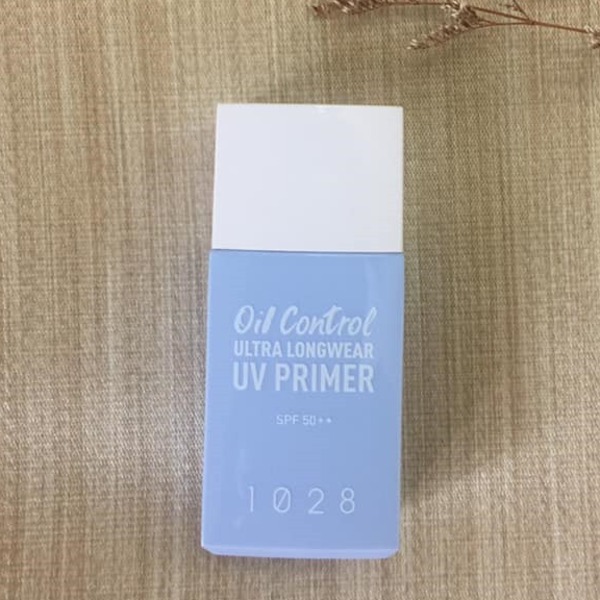 Oil Control
ULTRA LONGWEAR
UV PRIMER
SPF 50++
1028